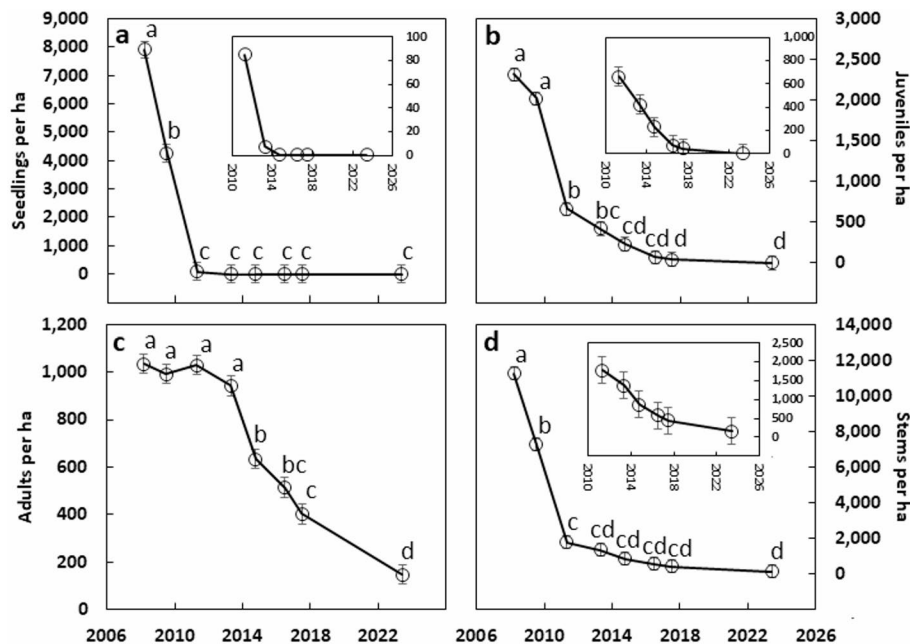 a
Seedlings per ha
9,000
8,000
7,000
6,000
5,000
4,000
3,000
2,000
1,000
0
a
b
c
c
c
c
c
c
100
80
60
40
20
0
2010
2014
2018
2022
2026
b
Juveniles per ha
3,000
2,500
2,000
1,500
1,000
500
0
a
a
b
bc
cd
cd
d
d
1,000
800
600
400
200
0
2010
2014
2018
2022
2026
c
Adults per ha
1,200
1,000
800
600
400
200
0
a
a
a
a
b
bc
c
d
2006
2010
2014
2018
2022
d
Stems per ha
14,000
12,000
10,000
8,000
6,000
4,000
2,000
0
a
b
c
cd
cd
cd
cd
d
2,500
2,000
1,500
1,000
500
0
2010
2014
2018
2022
2026
2006
2010
2014
2018
2022
2026